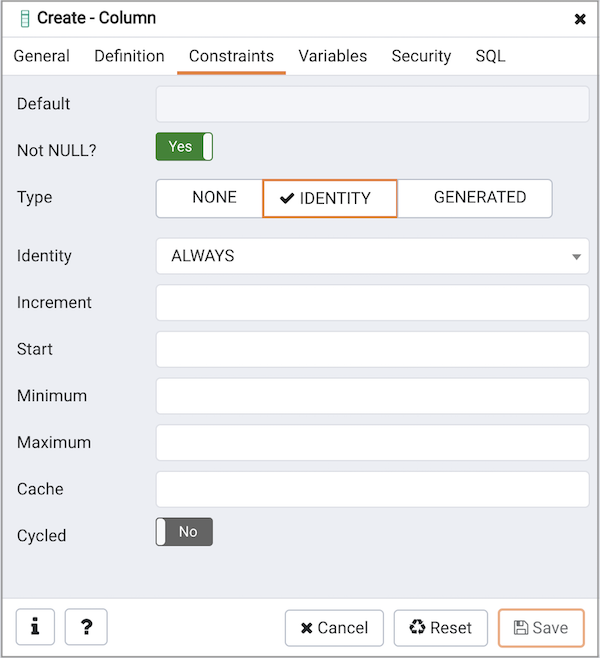 Create - Column
General Definition Constraints Variables Security SQL
Default
Not NULL? Yes
Type NONE IDENTITY GENERATED
Identity ALWAYS
Increment
Start
Minimum
Maximum
Cache
Cycled No
i ? Cancel Reset Save